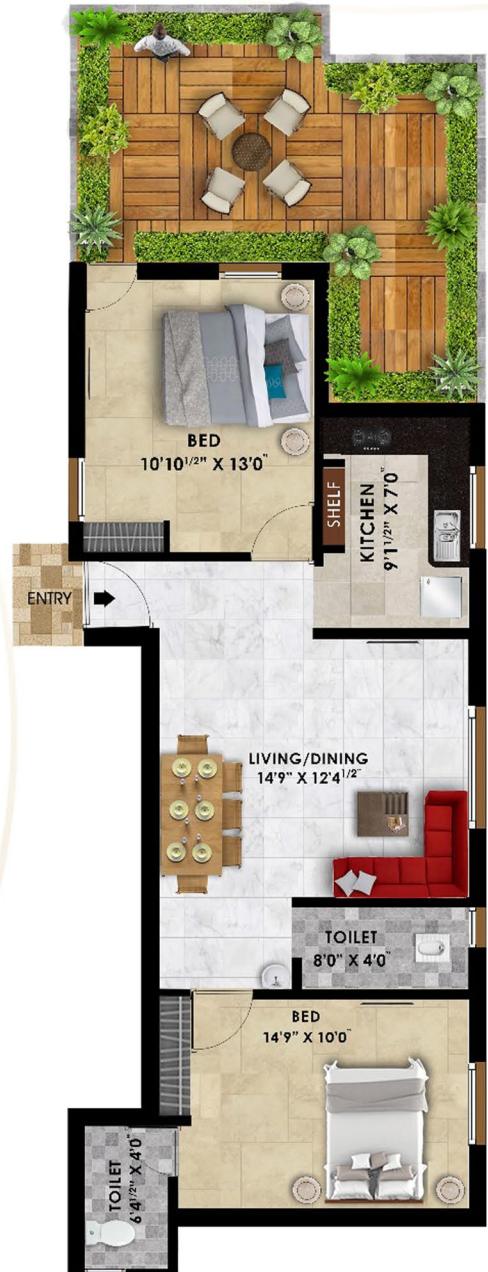 BED
10'10 1/2" X 13'0"
SHELF
KITCHEN
9'1 1/2" X 7'0"
ENTRY
LIVING/DINING
14'9" X 12'4 1/2"
TOILET
8'0" X 4'0"
BED
14'9" X 10'0"
TOILET
6'4 1/2" X 4'0"